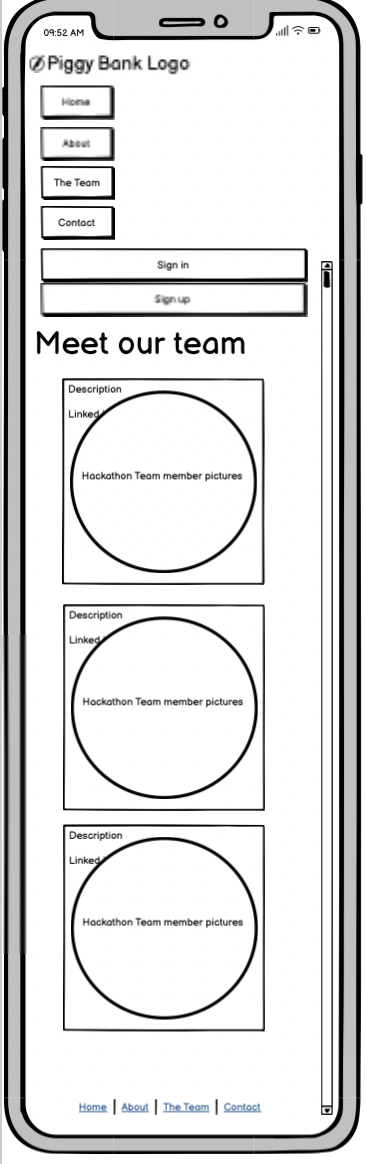 09:52 AM
Piggy Bank Logo
Home
About
The Team
Contact
Sign in
Sign up
Meet our team
Description
Linked
Hackathon Team member pictures
Description
Linked
Hackathon Team member pictures
Description
Linked
Hackathon Team member pictures
Home | About | The Team | Contact